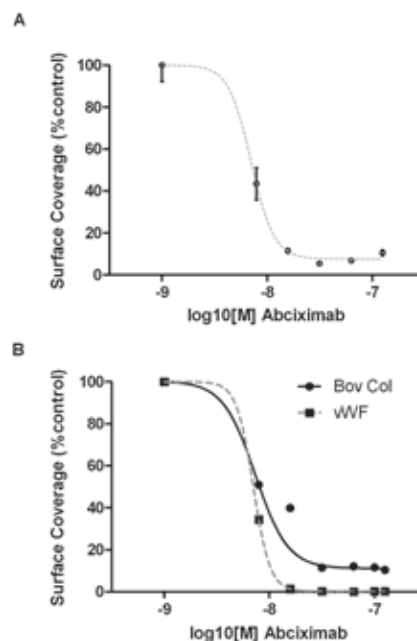 A
Surface Coverage (%control)
100
80
60
40
20
0
-9
-8
-7
log10[M] Abciximab
B
Surface Coverage (%control)
100
80
60
40
20
0
Bov Col
vWF
-9
-8
-7
log10[M] Abciximab